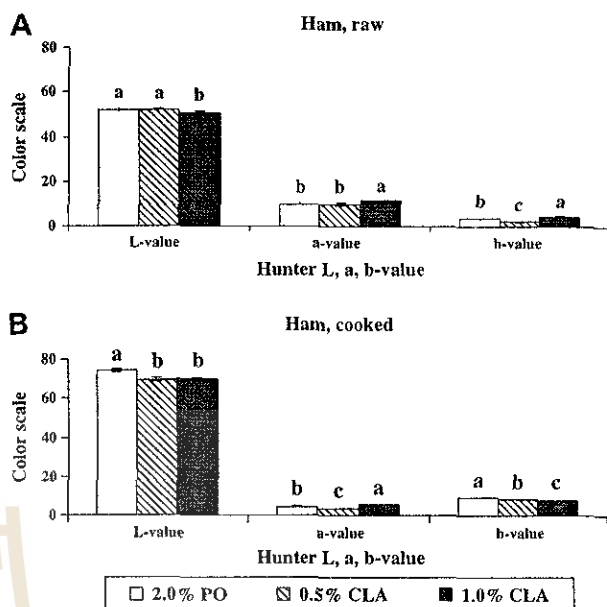 A
Ham, raw
80
60
40
20
0
Color scale
a a b
b b a
b c a
L-value a-value b-value
Hunter L, a, b-value
B
Ham, cooked
80
60
40
20
0
Color scale
a b b
b c a
a b c
L-value a-value b-value
Hunter L, a, b-value
2.0% PO 0.5% CLA 1.0% CLA